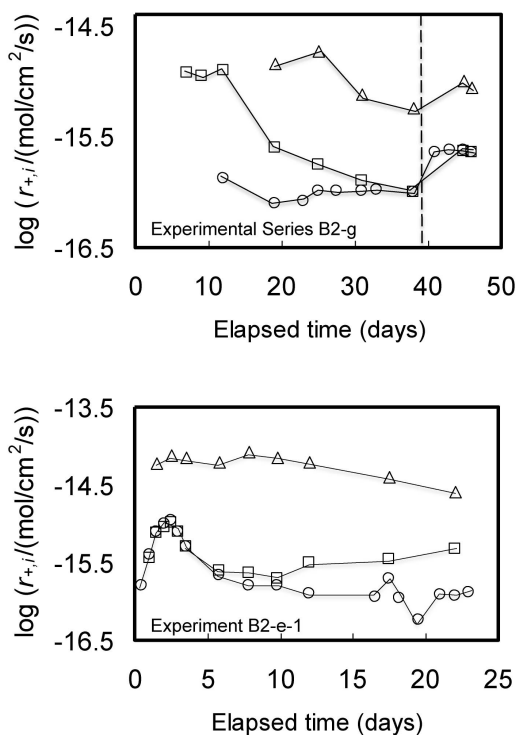 -14.5
-15.5
-16.5
log (r+,i/(mol/cm²/s))
Experimental Series B2-g
0 10 20 30 40 50
Elapsed time (days)
-13.5
-14.5
-15.5
-16.5
log (r+,i/(mol/cm²/s))
Experiment B2-e-1
0 5 10 15 20 25
Elapsed time (days)